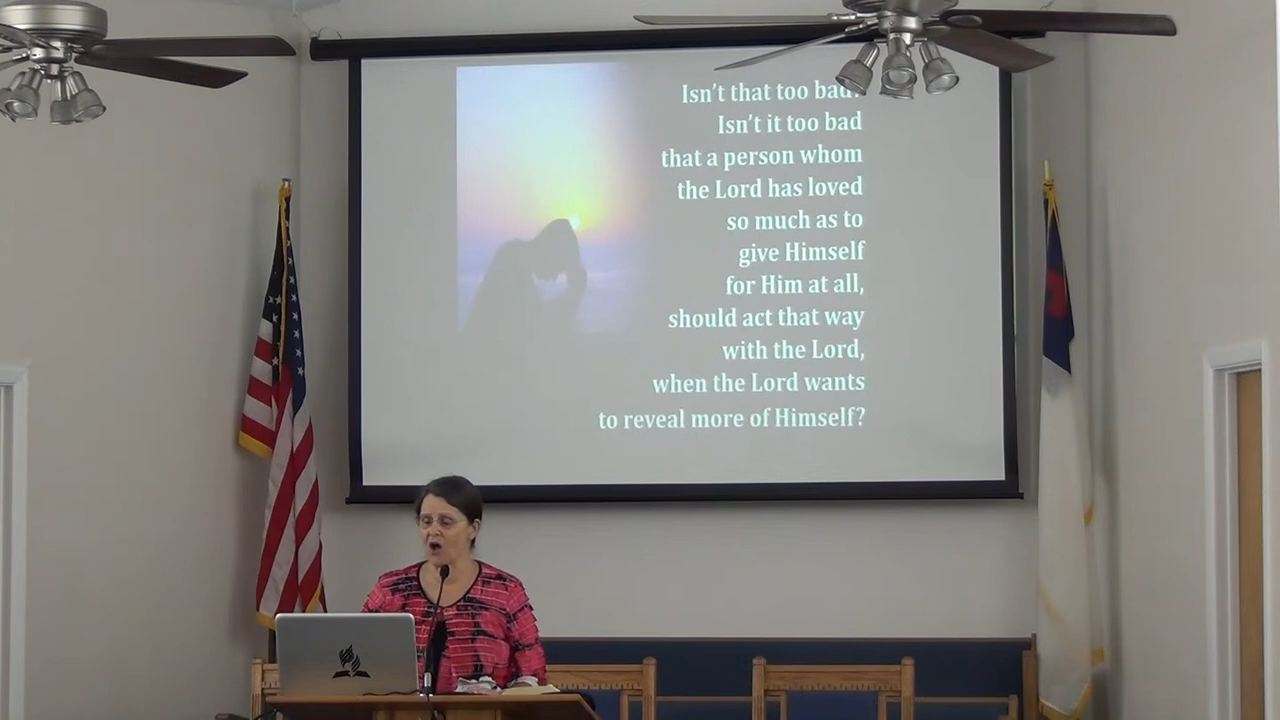 Isn't that too bad?
Isn't it too bad
that a person whom
the Lord has loved
so much as to
give Himself
for Him at all,
should act that way
with the Lord,
when the Lord wants
to reveal more of Himself?